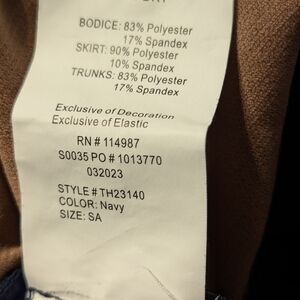 BODICE: 83% Polyester
17% Spandex
SKIRT: 90% Polyester
10% Spandex
TRUNKS: 83% Polyester
17% Spandex
Exclusive of Decoration
Exclusive of Elastic
RN # 114987
S0035 PO # 1013770
032023
STYLE # TH23140
COLOR: Navy
SIZE: SA